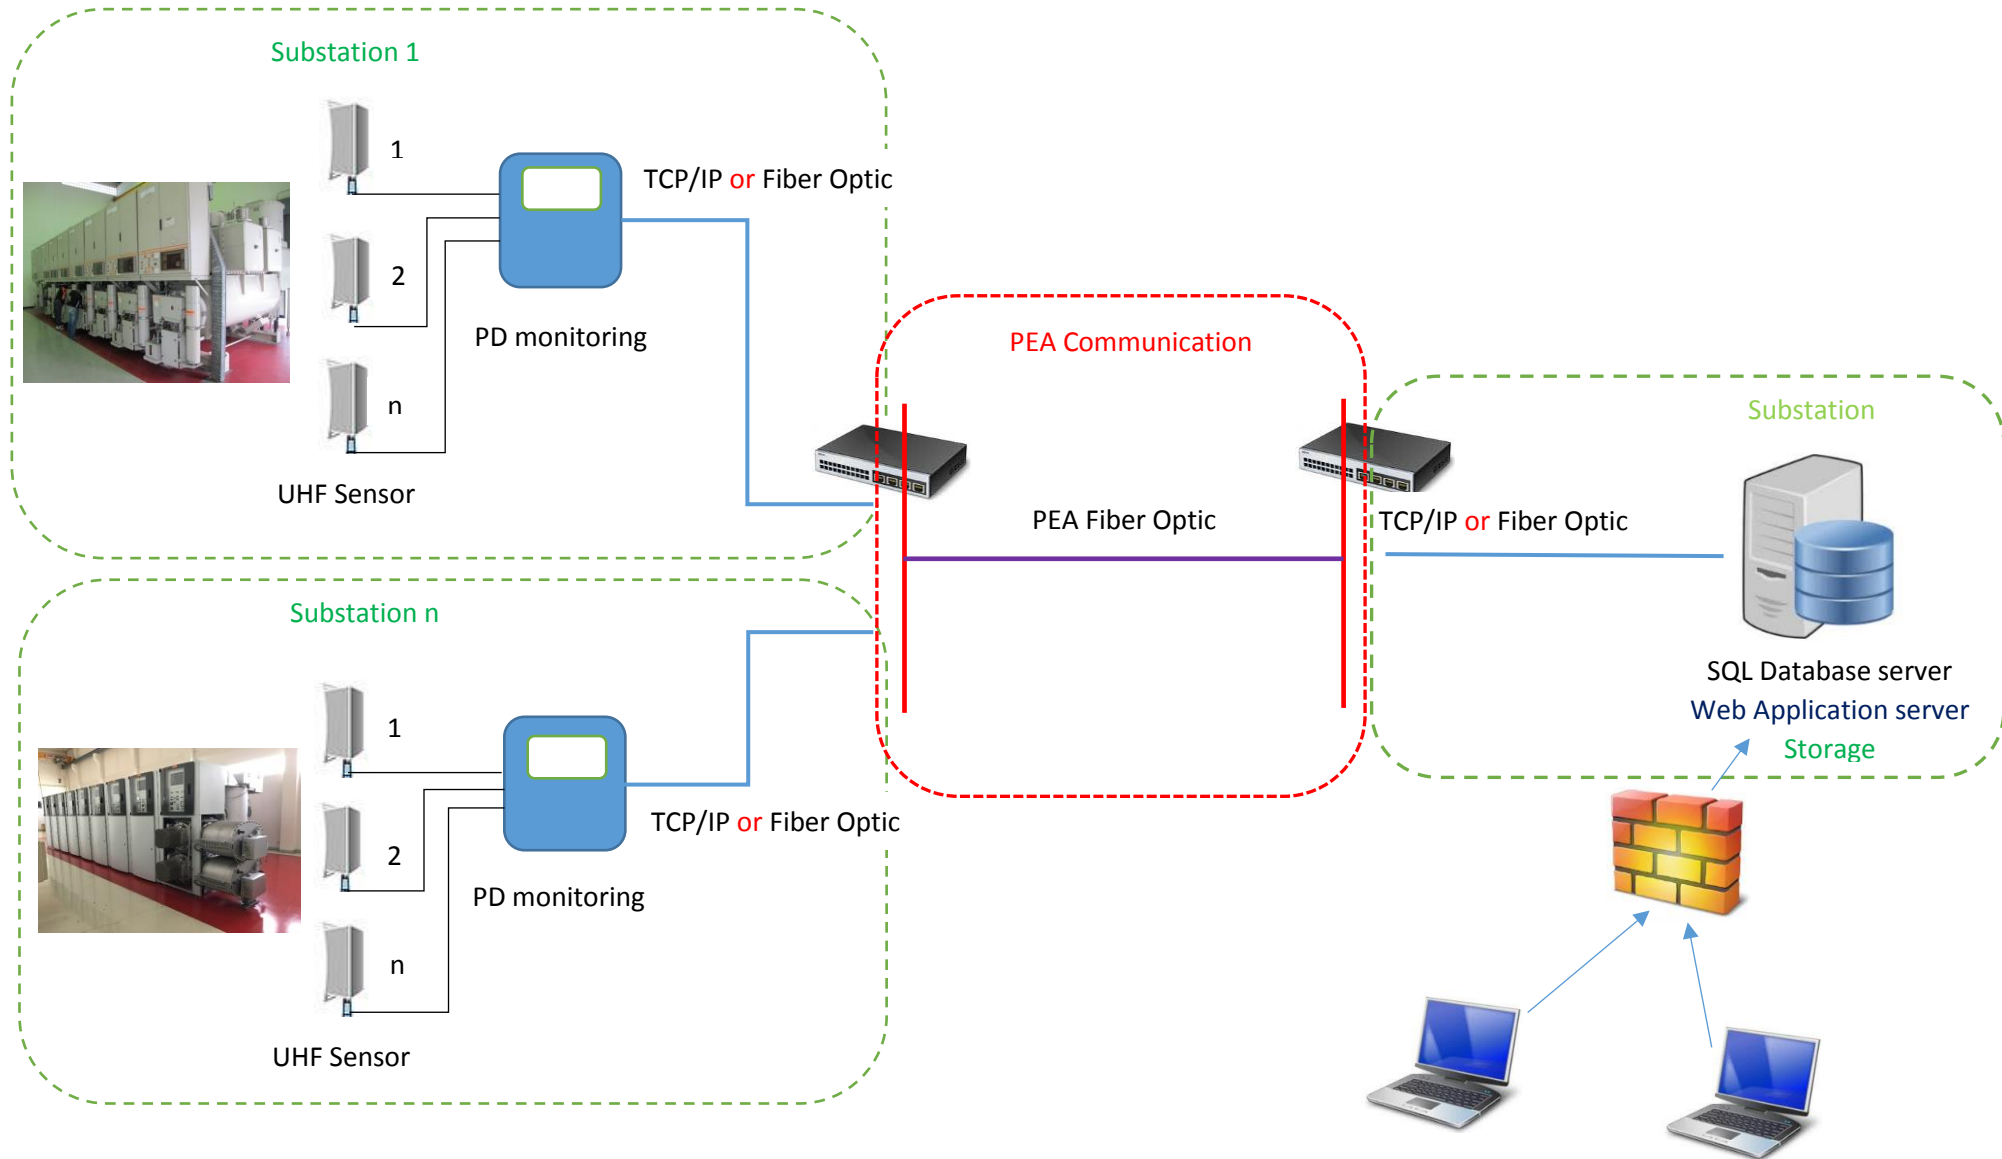 Substation 1
1
TCP/IP or Fiber Optic
2
PD monitoring
n
UHF Sensor
PEA Communication
PEA Fiber Optic
Substation
TCP/IP or Fiber Optic
SQL Database server
Web Application server
Storage
Substation n
1
TCP/IP or Fiber Optic
2
PD monitoring
n
UHF Sensor